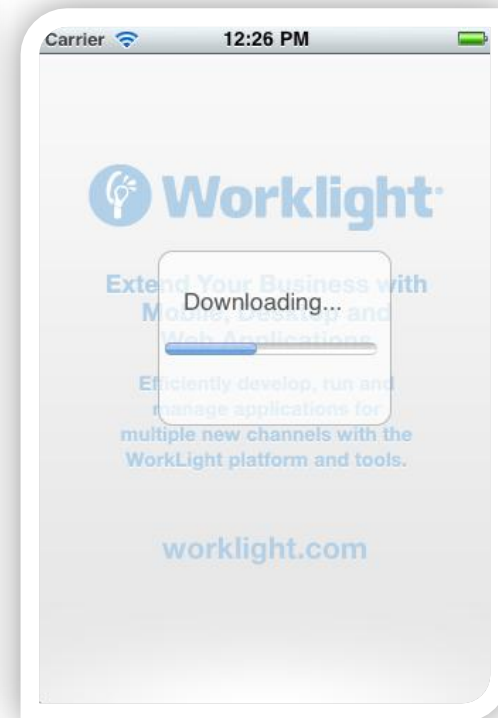 Carrier 12:26 PM
Worklight
Extend Your Business with
Downloading...
Mobile, Desktop and
Web Applications
Efficiently develop, run and
manage applications for
multiple new channels with the
WorkLight platform and tools.
worklight.com